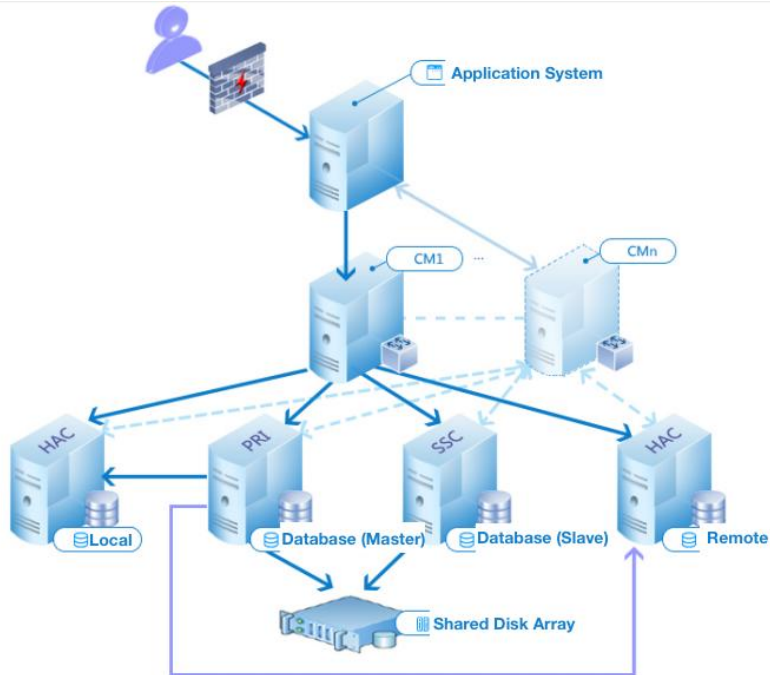 Application System
CM1
...
CMn
HAC
PRI
SSC
HAC
Local
Database (Master)
Database (Slave)
Remote
Shared Disk Array